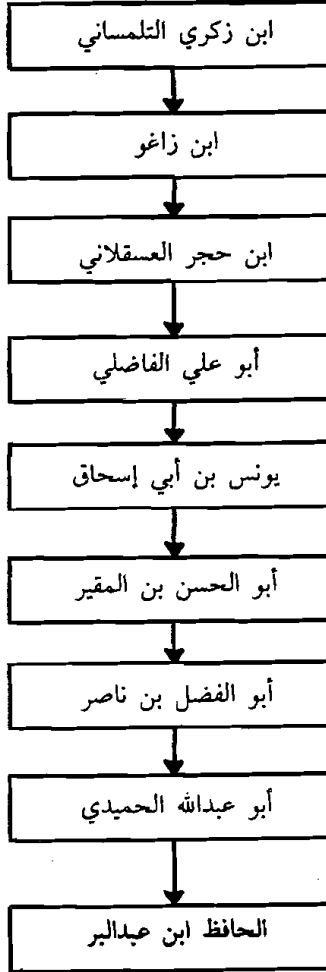 ابن زكري التلمساني
ابن زاغو
ابن حجر العسقلاني
أبو علي الفاضلي
يونس بن أبي إسحاق
أبو الحسن بن المقير
أبو الفضل بن ناصر
أبو عبدالله الحميدي
الحافظ ابن عبدالبر